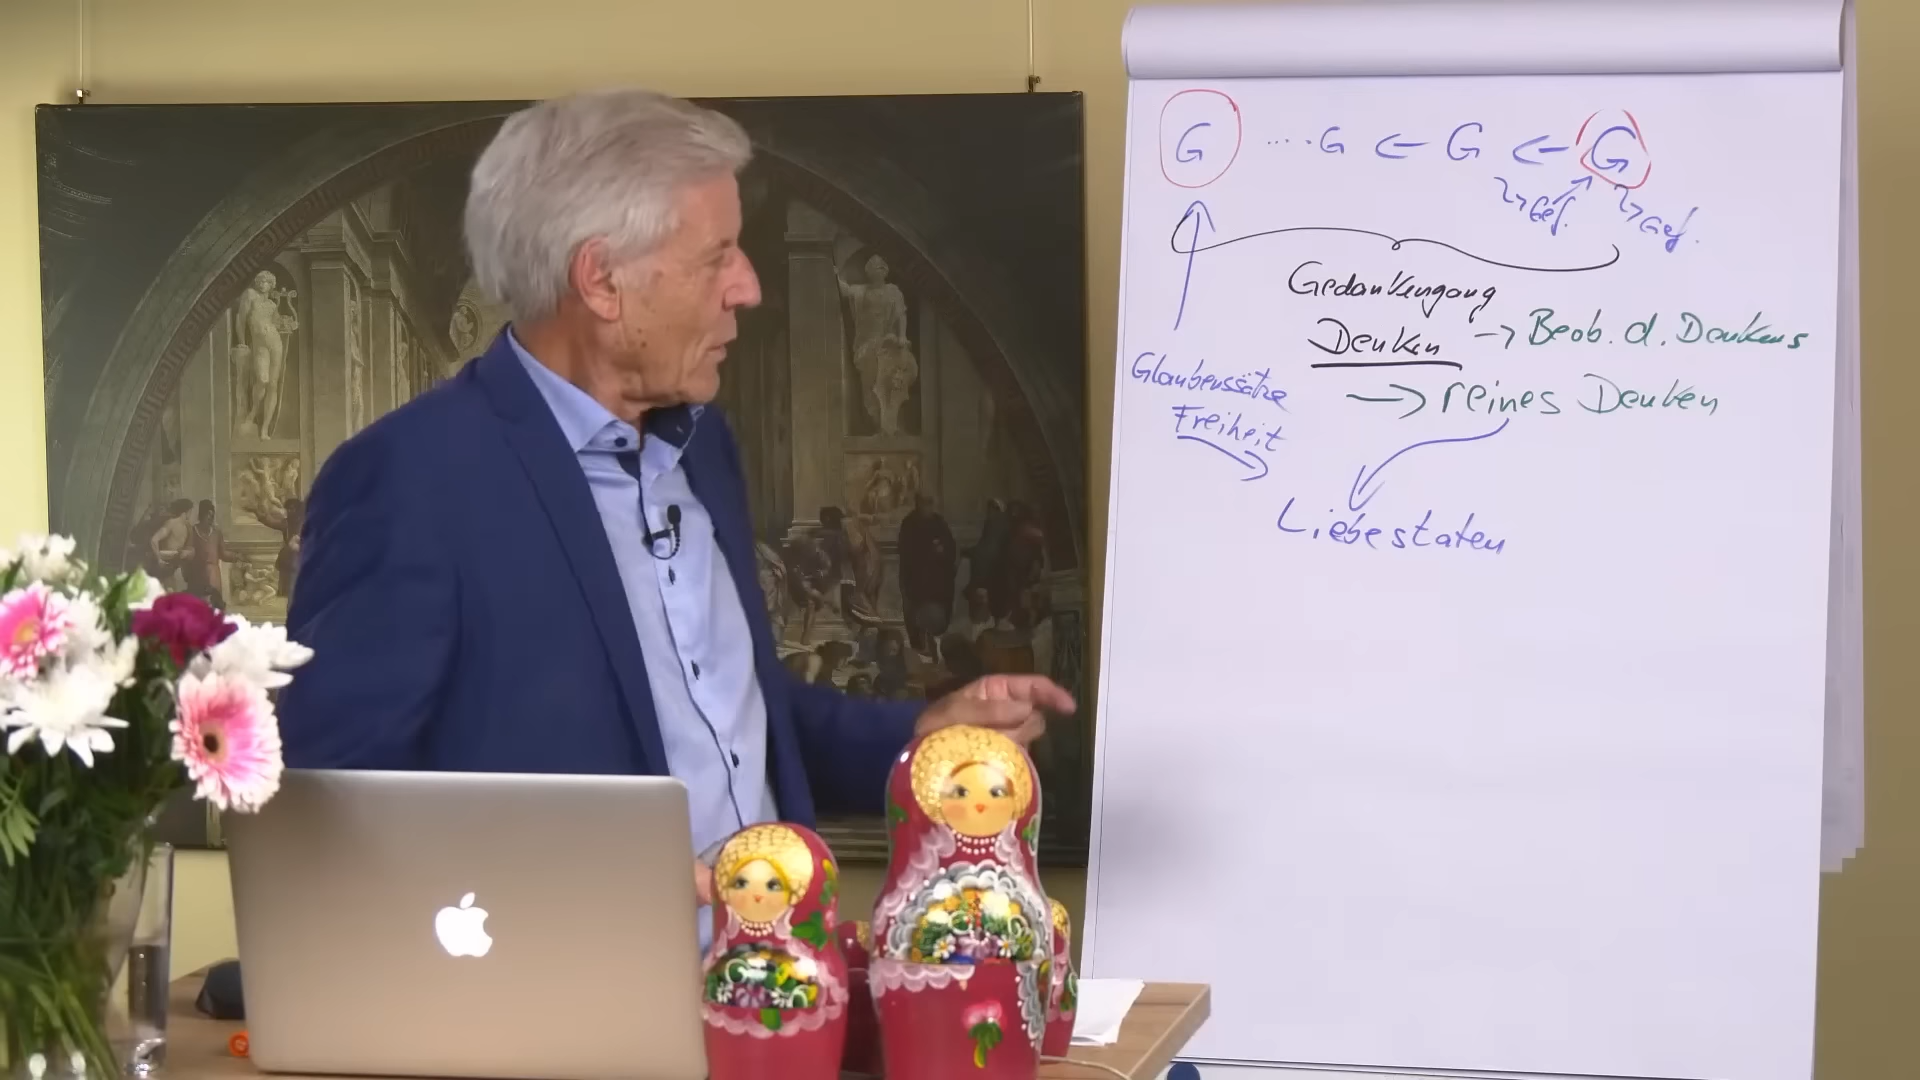 G ....G ← G ← G
→ Gef. → Gef.
Gedankengang
Denken → Beob. d. Denkens
→ reines Denken
Glaubenssätze
Freiheit
Liebestaten